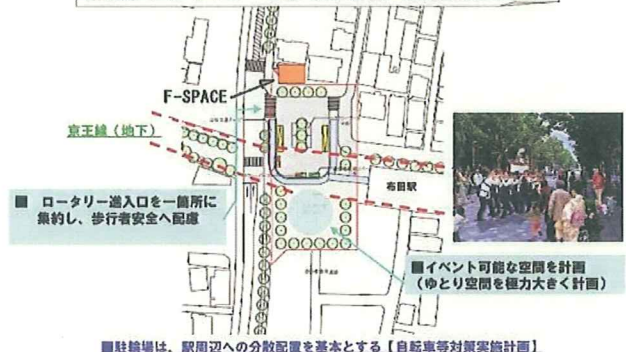 F-SPACE
京王線（地下）
布田駅
■ ロータリー進入口を一箇所に
集約し、歩行者安全へ配慮
■イベント可能な空間を計画
（ゆとり空間を極力大きく計画）
■駐輪場は、駅周辺への分散配置を基本とする【自転車等対策実施計画】